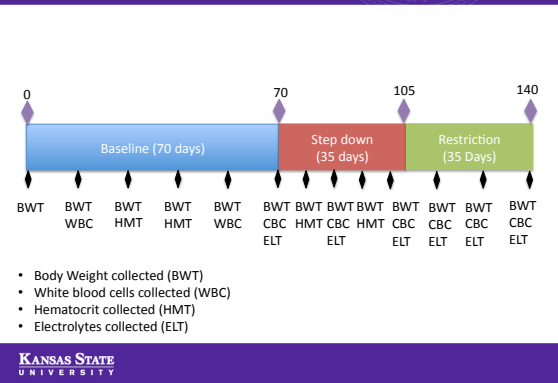 0 70 105 140
Baseline (70 days)
Step down
(35 days)
Restriction
(35 Days)
BWT BWT BWT BWT BWT BWT BWT BWT BWT BWT BWT BWT BWT
WBC HMT HMT WBC CBC HMT CBC HMT CBC CBC CBC CBC
ELT ELT ELT ELT ELT ELT
• Body Weight collected (BWT)
• White blood cells collected (WBC)
• Hematocrit collected (HMT)
• Electrolytes collected (ELT)
KANSAS STATE
UNIVERSITY